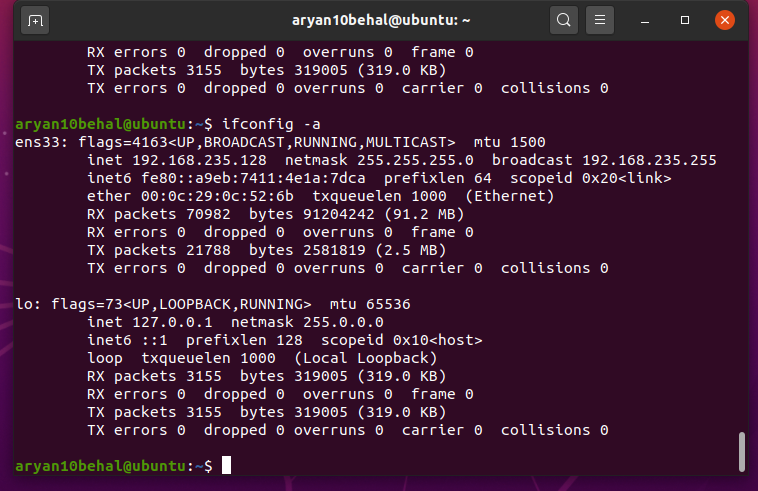 aryan10behal@ubuntu: ~
RX errors 0  dropped 0  overruns 0  frame 0
TX packets 3155  bytes 319005 (319.0 KB)
TX errors 0  dropped 0 overruns 0  carrier 0  collisions 0
aryan10behal@ubuntu:~$ ifconfig -a
ens33: flags=4163<UP,BROADCAST,RUNNING,MULTICAST>  mtu 1500
inet 192.168.235.128  netmask 255.255.255.0  broadcast 192.168.235.255
inet6 fe80::a9eb:7411:4e1a:7dca  prefixlen 64  scopeid 0x20<link>
ether 00:0c:29:0c:52:6b  txqueuelen 1000  (Ethernet)
RX packets 70982  bytes 91204242 (91.2 MB)
RX errors 0  dropped 0  overruns 0  frame 0
TX packets 21788  bytes 2581819 (2.5 MB)
TX errors 0  dropped 0 overruns 0  carrier 0  collisions 0
lo: flags=73<UP,LOOPBACK,RUNNING>  mtu 65536
inet 127.0.0.1  netmask 255.0.0.0
inet6 ::1  prefixlen 128  scopeid 0x10<host>
loop  txqueuelen 1000  (Local Loopback)
RX packets 3155  bytes 319005 (319.0 KB)
RX errors 0  dropped 0  overruns 0  frame 0
TX packets 3155  bytes 319005 (319.0 KB)
TX errors 0  dropped 0 overruns 0  carrier 0  collisions 0
aryan10behal@ubuntu:~$